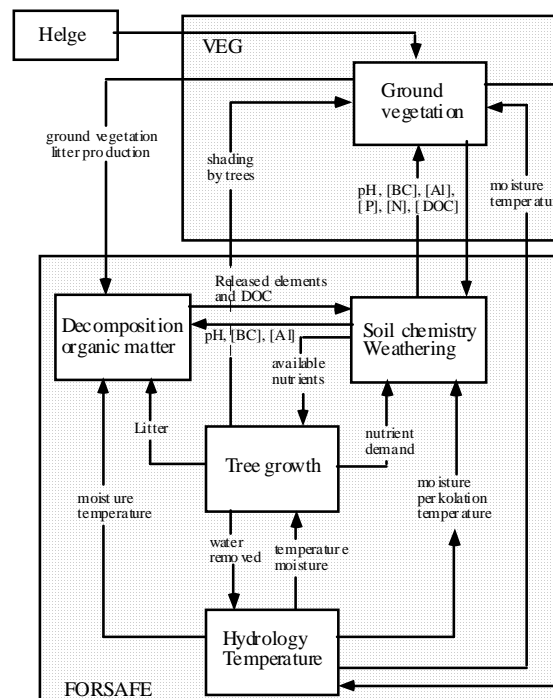 Helge
VEG
Ground
vegetation
ground vegetation
litter production
shading
by trees
pH, [BC], [Al],
[P], [N], [DOC]
moisture
temperature
Released elements
and DOC
Decomposition
organic matter
pH, [BC], [Al]
Soil chemistry
Weathering
available
nutrients
Litter
Tree growth
nutrient
demand
moisture
temperature
moisture
perkolation
temperature
water
removed
temperature
moisture
Hydrology
Temperature
FORSAFE